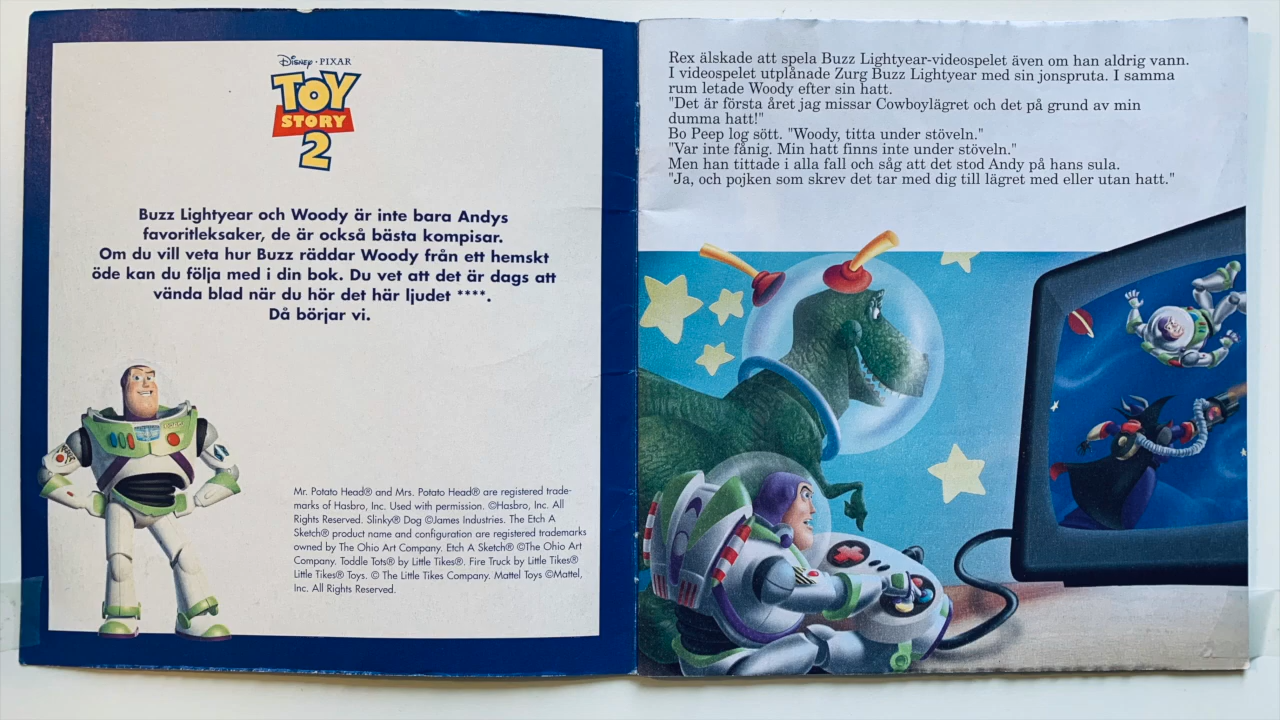 Disney · PIXAR
TOY
STORY
2
Buzz Lightyear och Woody är inte bara Andys
favoritleksaker, de är också bästa kompisar.
Om du vill veta hur Buzz räddar Woody från ett hemskt
öde kan du följa med i din bok. Du vet att det är dags att
vända blad när du hör det här ljudet ****.
Då börjar vi.
Mr. Potato Head® and Mrs. Potato Head® are registered trade-
marks of Hasbro, Inc. Used with permission. ©Hasbro, Inc. All
Rights Reserved. Slinky® Dog ©James Industries. The Etch A
Sketch® product name and configuration are registered trademarks
owned by The Ohio Art Company. Etch A Sketch® ©The Ohio Art
Company. Toddle Tots® by Little Tikes®. Fire Truck by Little Tikes®
Little Tikes® Toys. © The Little Tikes Company. Mattel Toys ©Mattel,
Inc. All Rights Reserved.
Rex älskade att spela Buzz Lightyear-videospelet även om han aldrig vann.
I videospelet utplånade Zurg Buzz Lightyear med sin jonspruta. I samma
rum letade Woody efter sin hatt.
"Det är första året jag missar Cowboylägret och det på grund av min
dumma hatt!"
Bo Peep log sött. "Woody, titta under stöveln."
"Var inte fånig. Min hatt finns inte under stöveln."
Men han tittade i alla fall och såg att det stod Andy på hans sula.
"Ja, och pojken som skrev det tar med dig till lägret med eller utan hatt."